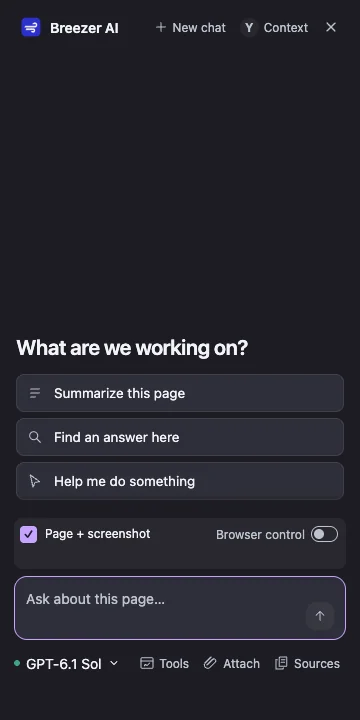 Breezer AI
New chat
Y Context
What are we working on?
Summarize this page
Find an answer here
Help me do something
Page + screenshot
Browser control
Ask about this page...
GPT-6.1 Sol
Tools
Attach
Sources